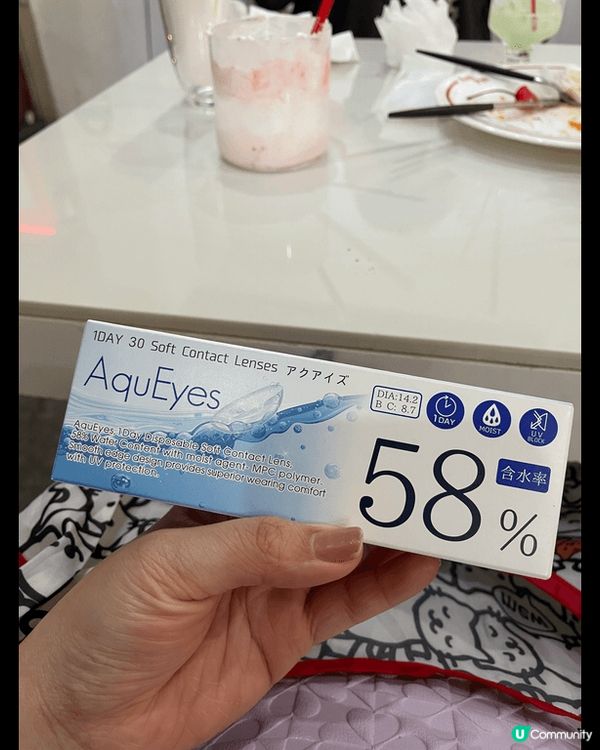 1DAY 30 Soft Contact Lenses アクアイズ
AquEyes
AquEyes 1Day Disposable Soft Contact Lens.
58% Water Content with moist agent- MPC polymer.
Smooth edge design provides superior wearing comfort
with UV protection.
DIA:14.2
B C: 8.7
1DAY
MOIST
UV
BLOCK
58
含水率
%
U Community